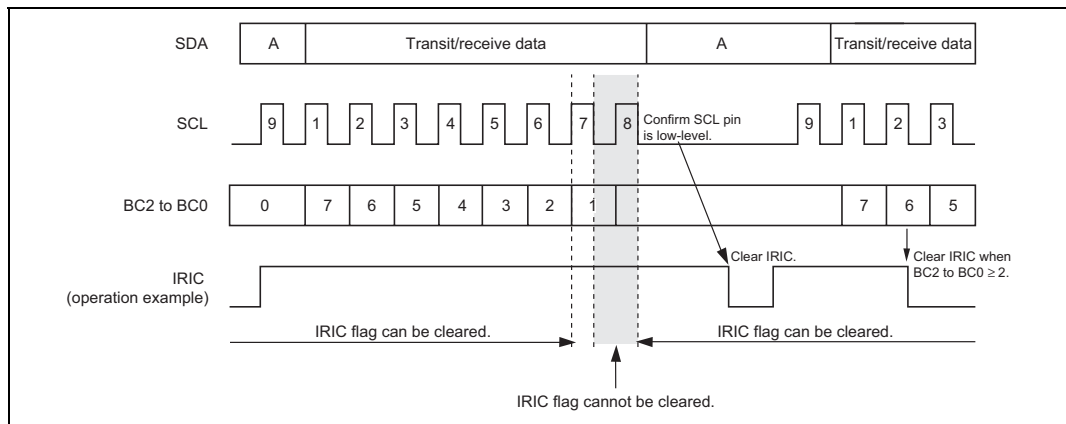 SDA A Transit/receive data A Transit/receive data
SCL 9 1 2 3 4 5 6 7 8 Confirm SCL pin is low-level. 9 1 2 3
BC2 to BC0 0 7 6 5 4 3 2 1 7 6 5
Clear IRIC.
Clear IRIC when
BC2 to BC0 ≥ 2.
IRIC
(operation example)
IRIC flag can be cleared. IRIC flag can be cleared.
IRIC flag cannot be cleared.